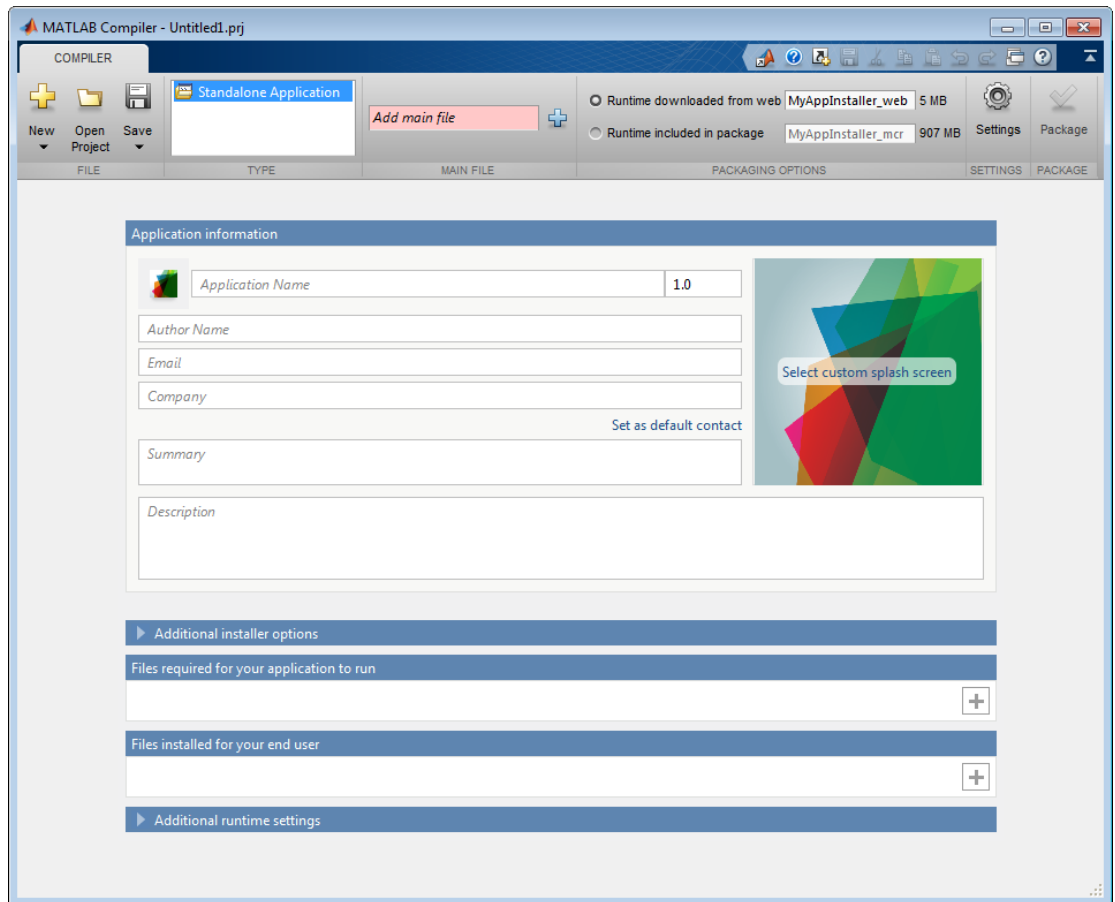 MATLAB Compiler - Untitled1.prj
COMPILER
New
Open Project
Save
FILE
Standalone Application
TYPE
Add main file
MAIN FILE
Runtime downloaded from web MyAppInstaller_web 5 MB
Runtime included in package MyAppInstaller_mcr 907 MB
PACKAGING OPTIONS
Settings
SETTINGS
Package
PACKAGE
Application information
Application Name 1.0
Author Name
Email
Company
Set as default contact
Summary
Select custom splash screen
Description
Additional installer options
Files required for your application to run
Files installed for your end user
Additional runtime settings